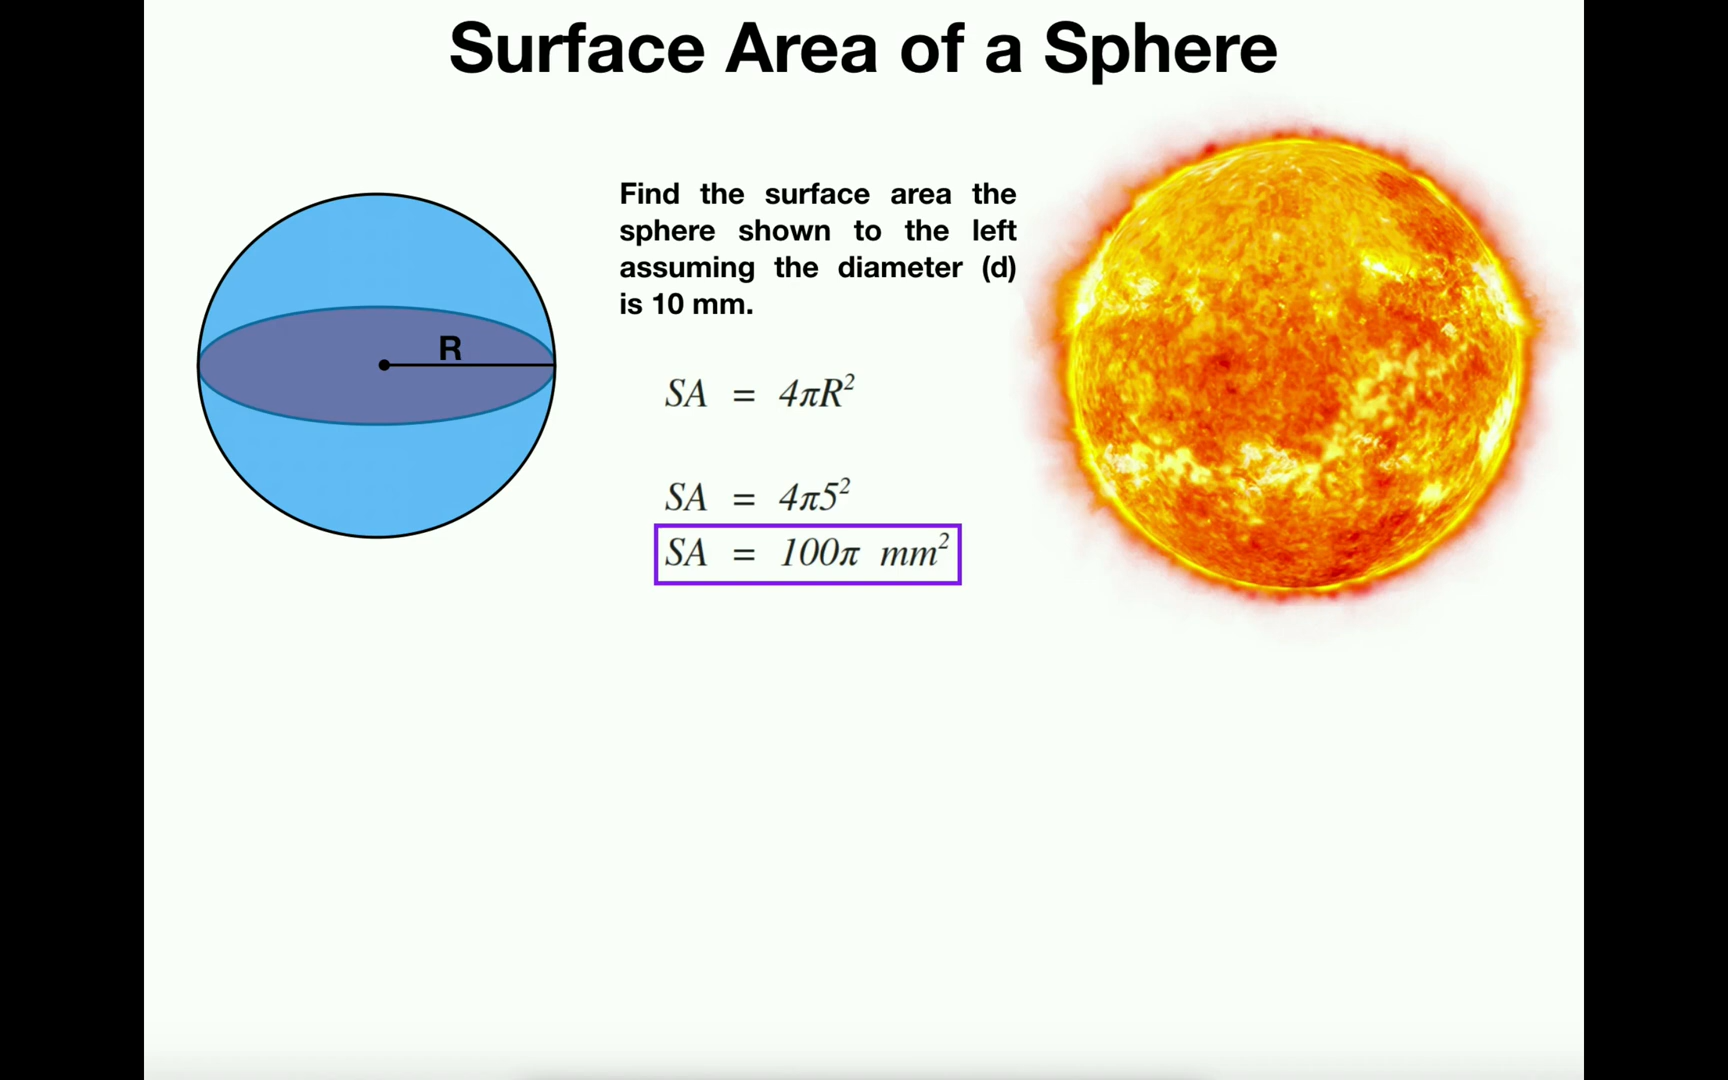 Surface Area of a Sphere
Find the surface area the
sphere shown to the left
assuming the diameter (d)
is 10 mm.
R
SA = 4πR²
SA = 4π5²
SA = 100π mm²